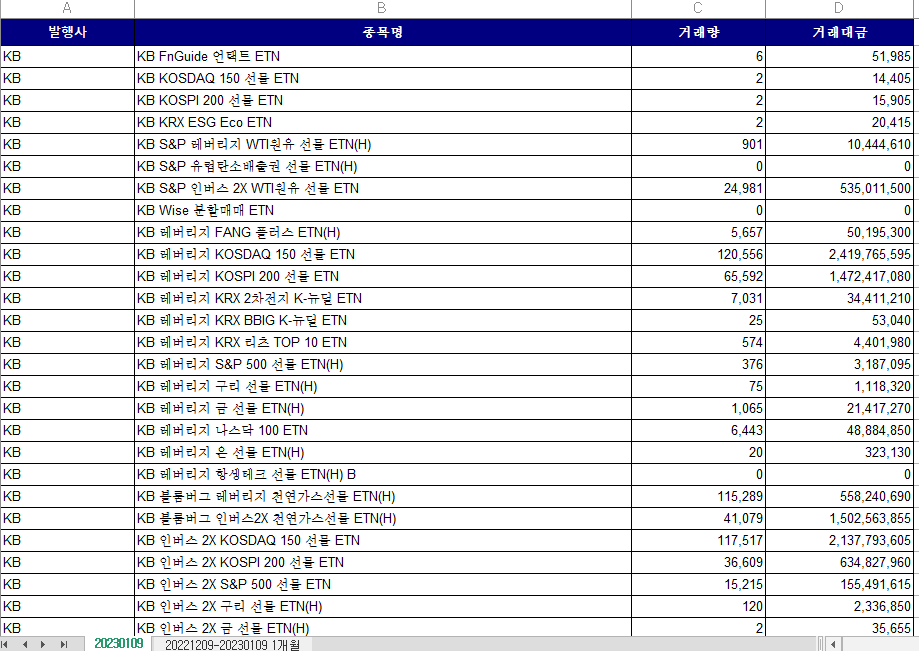 A B C D
발행사 종목명 거래량 거래대금
KB KB FnGuide 언택트 ETN 6 51,985
KB KB KOSDAQ 150 선물 ETN 2 14,405
KB KB KOSPI 200 선물 ETN 2 15,905
KB KB KRX ESG Eco ETN 2 20,415
KB KB S&P 레버리지 WTI원유 선물 ETN(H) 901 10,444,610
KB KB S&P 유럽탄소배출권 선물 ETN(H) 0 0
KB KB S&P 인버스 2X WTI원유 선물 ETN 24,981 535,011,500
KB KB Wise 분할매매 ETN 0 0
KB KB 레버리지 FANG 플러스 ETN(H) 5,657 50,195,300
KB KB 레버리지 KOSDAQ 150 선물 ETN 120,556 2,419,765,595
KB KB 레버리지 KOSPI 200 선물 ETN 65,592 1,472,417,080
KB KB 레버리지 KRX 2차전지 K-뉴딜 ETN 7,031 34,411,210
KB KB 레버리지 KRX BBIG K-뉴딜 ETN 25 53,040
KB KB 레버리지 KRX 리츠 TOP 10 ETN 574 4,401,980
KB KB 레버리지 S&P 500 선물 ETN(H) 376 3,187,095
KB KB 레버리지 구리 선물 ETN(H) 75 1,118,320
KB KB 레버리지 금 선물 ETN(H) 1,065 21,417,270
KB KB 레버리지 나스닥 100 ETN 6,443 48,884,850
KB KB 레버리지 은 선물 ETN(H) 20 323,130
KB KB 레버리지 항셍테크 선물 ETN(H) B 0 0
KB KB 블룸버그 레버리지 천연가스선물 ETN(H) 115,289 558,240,690
KB KB 블룸버그 인버스2X 천연가스선물 ETN(H) 41,079 1,502,563,855
KB KB 인버스 2X KOSDAQ 150 선물 ETN 117,517 2,137,793,605
KB KB 인버스 2X KOSPI 200 선물 ETN 36,609 634,827,960
KB KB 인버스 2X S&P 500 선물 ETN 15,215 155,491,615
KB KB 인버스 2X 구리 선물 ETN(H) 120 2,336,850
KB KB 인버스 2X 금 선물 ETN(H) 2 35,655
20230109 20221209-20230109 1개월